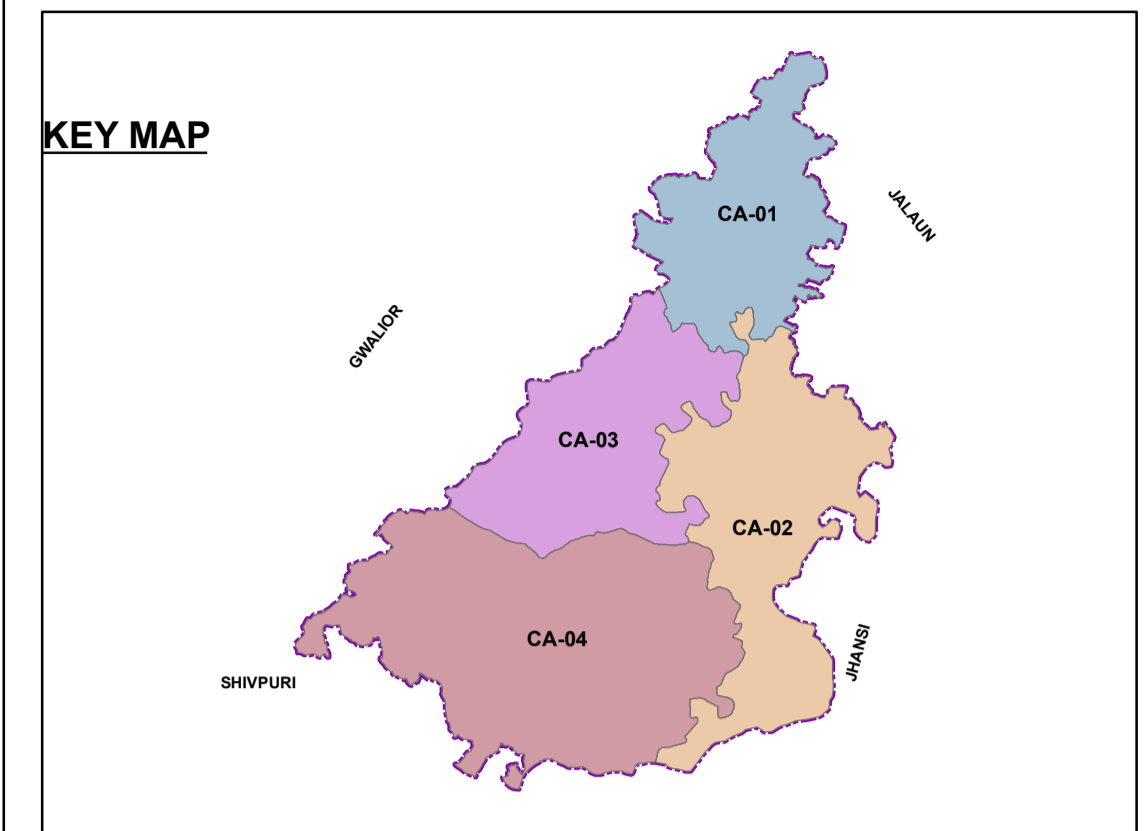 KEY MAP
CA-01
JALAUN
GWALIOR
CA-03
CA-02
CA-04
JHANSI
SHIVPURI